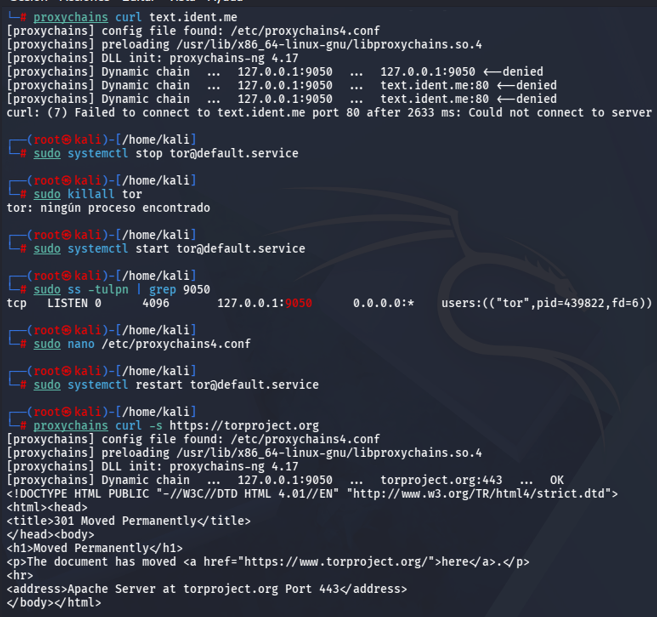 └─# proxychains curl text.ident.me
[proxychains] config file found: /etc/proxychains4.conf
[proxychains] preloading /usr/lib/x86_64-linux-gnu/libproxychains.so.4
[proxychains] DLL init: proxychains-ng 4.17
[proxychains] Dynamic chain  ...  127.0.0.1:9050  ...  127.0.0.1:9050 <--denied
[proxychains] Dynamic chain  ...  127.0.0.1:9050  ...  text.ident.me:80 <--denied
[proxychains] Dynamic chain  ...  127.0.0.1:9050  ...  text.ident.me:80 <--denied
curl: (7) Failed to connect to text.ident.me port 80 after 2633 ms: Could not connect to server
┌──(root㉿kali)-[/home/kali]
└─# sudo systemctl stop tor@default.service
┌──(root㉿kali)-[/home/kali]
└─# sudo killall tor
tor: ningún proceso encontrado
┌──(root㉿kali)-[/home/kali]
└─# sudo systemctl start tor@default.service
┌──(root㉿kali)-[/home/kali]
└─# sudo ss -tulpn | grep 9050
tcp   LISTEN 0      4096       127.0.0.1:9050      0.0.0.0:*    users:(("tor",pid=439822,fd=6))
┌──(root㉿kali)-[/home/kali]
└─# sudo nano /etc/proxychains4.conf
┌──(root㉿kali)-[/home/kali]
└─# sudo systemctl restart tor@default.service
┌──(root㉿kali)-[/home/kali]
└─# proxychains curl -s https://torproject.org
[proxychains] config file found: /etc/proxychains4.conf
[proxychains] preloading /usr/lib/x86_64-linux-gnu/libproxychains.so.4
[proxychains] DLL init: proxychains-ng 4.17
[proxychains] Dynamic chain  ...  127.0.0.1:9050  ...  torproject.org:443  ...  OK
<!DOCTYPE HTML PUBLIC "-//W3C//DTD HTML 4.01//EN" "http://www.w3.org/TR/html4/strict.dtd">
<html><head>
<title>301 Moved Permanently</title>
</head><body>
<h1>Moved Permanently</h1>
<p>The document has moved <a href="https://www.torproject.org/">here</a>.</p>
<hr>
<address>Apache Server at torproject.org Port 443</address>
</body></html>